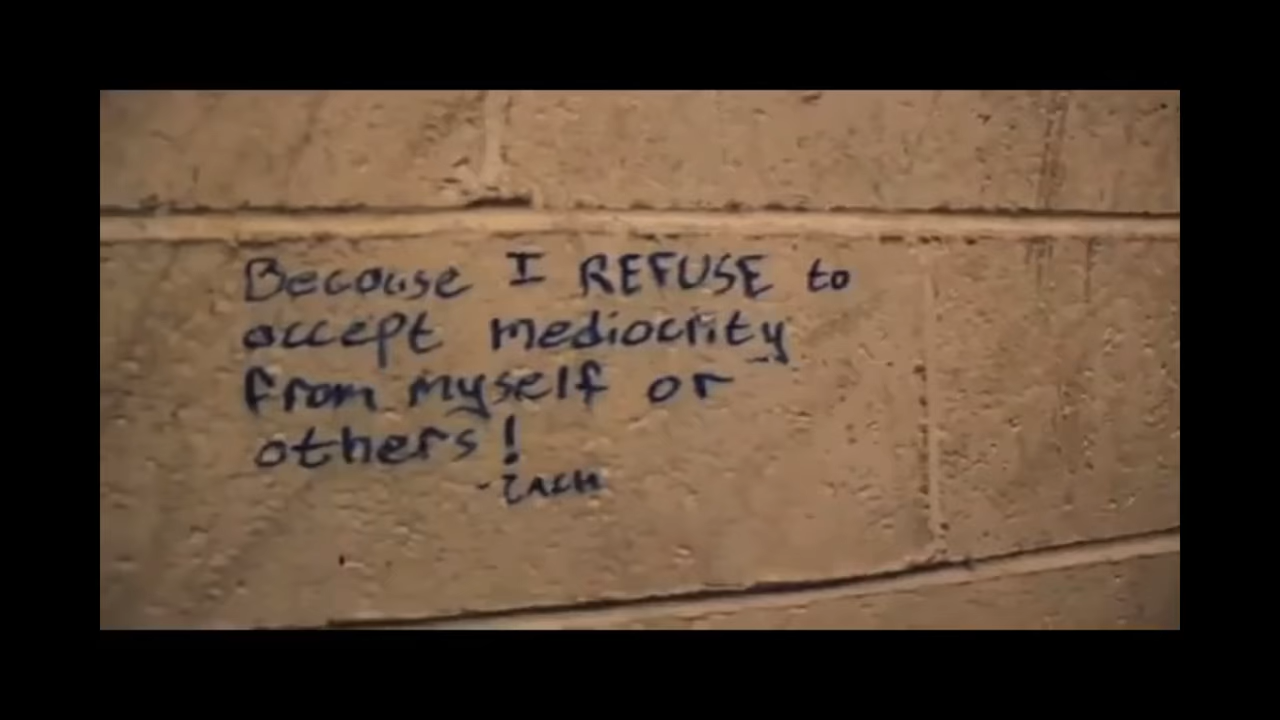 Because I REFUSE to
accept mediocrity
from myself or
others!
-ZACH